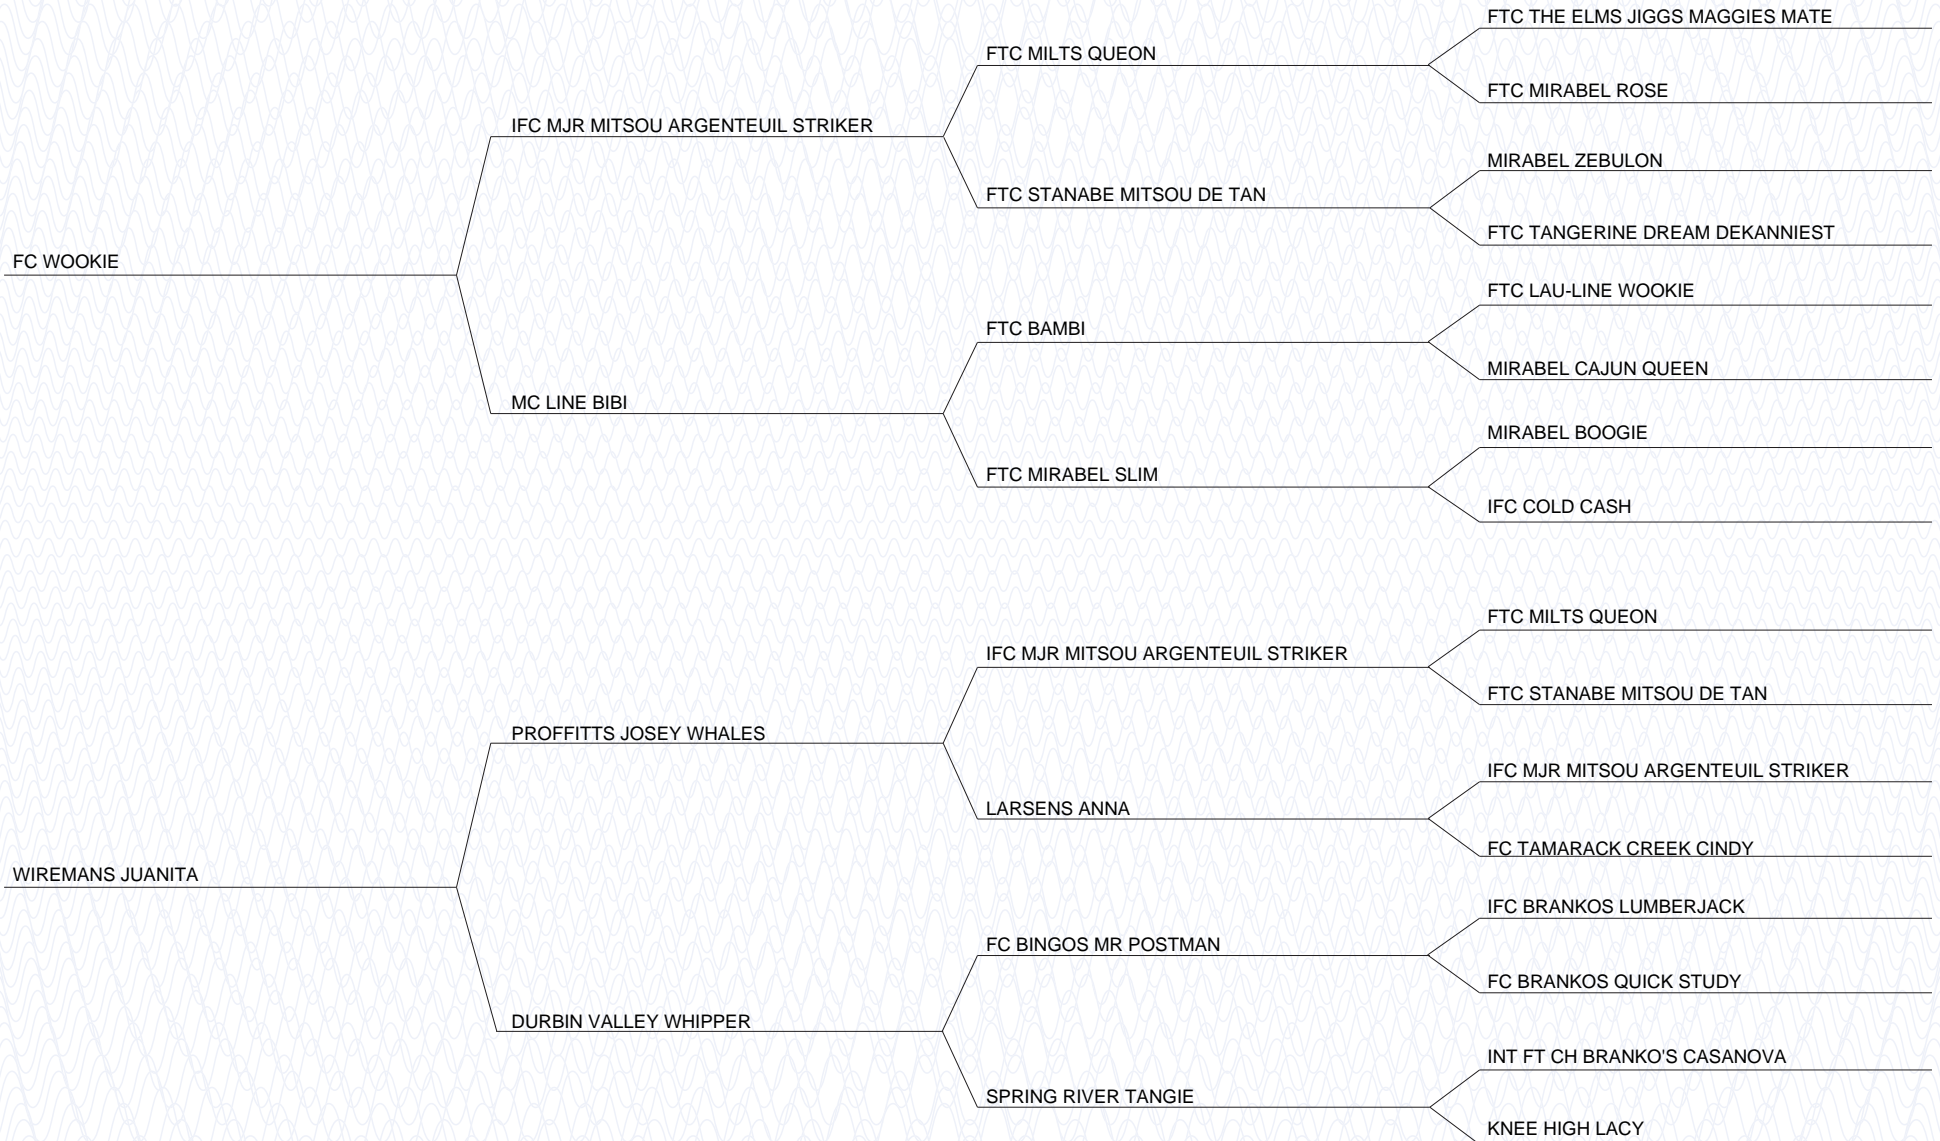 FTC THE ELMS JIGGS MAGGIES MATE
FTC MILTS QUEON
FTC MIRABEL ROSE
IFC MJR MITSOU ARGENTEUIL STRIKER
MIRABEL ZEBULON
FTC STANABE MITSOU DE TAN
FTC TANGERINE DREAM DEKANNIEST
FC WOOKIE
FTC LAU-LINE WOOKIE
FTC BAMBI
MIRABEL CAJUN QUEEN
MC LINE BIBI
MIRABEL BOOGIE
FTC MIRABEL SLIM
IFC COLD CASH
FTC MILTS QUEON
IFC MJR MITSOU ARGENTEUIL STRIKER
FTC STANABE MITSOU DE TAN
PROFFITTS JOSEY WHALES
IFC MJR MITSOU ARGENTEUIL STRIKER
LARSENS ANNA
FC TAMARACK CREEK CINDY
WIREMANS JUANITA
IFC BRANKOS LUMBERJACK
FC BINGOS MR POSTMAN
FC BRANKOS QUICK STUDY
DURBIN VALLEY WHIPPER
INT FT CH BRANKO'S CASANOVA
SPRING RIVER TANGIE
KNEE HIGH LACY